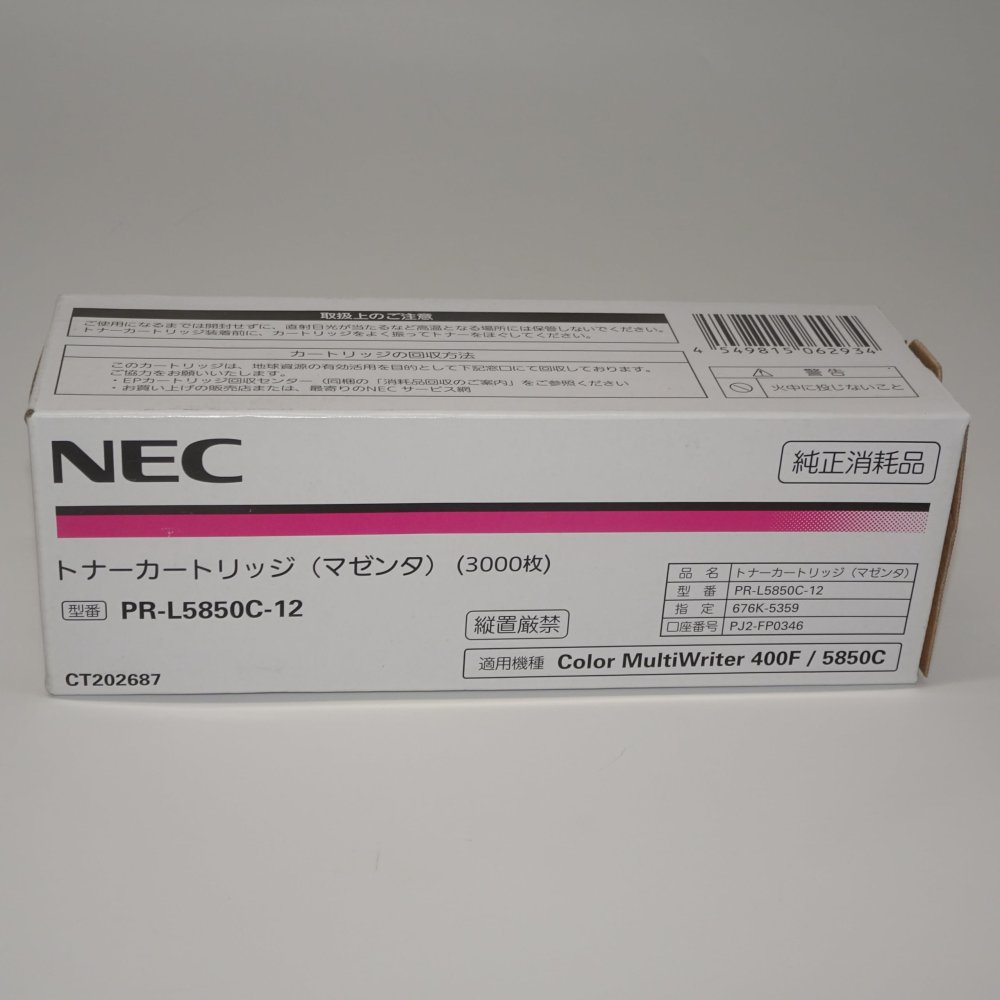 取扱上のご注意
ご使用になるまでは開封せずに、直射日光が当たるなど高温となる場所には保管しないでください。
トナーカートリッジ装着前に、カートリッジをよく振ってトナーをほぐしてください。
カートリッジの回収方法
このカートリッジは、地球資源の有効活用を目的として下記窓口にて回収しております。
ご協力をお願いいたします。
・EPカートリッジ回収センター（同梱の「消耗品回収のご案内」をご参照ください
・お買い上げの販売店または、最寄りのNECサービス網
4 549815 062934
警告
火中に投じないこと
NEC
純正消耗品
トナーカートリッジ（マゼンタ）(3000枚)
型番 PR-L5850C-12
縦置厳禁
品名 トナーカートリッジ（マゼンタ）
型番 PR-L5850C-12
指定 676K-5359
口座番号 PJ2-FP0346
適用機種 Color MultiWriter 400F / 5850C
CT202687